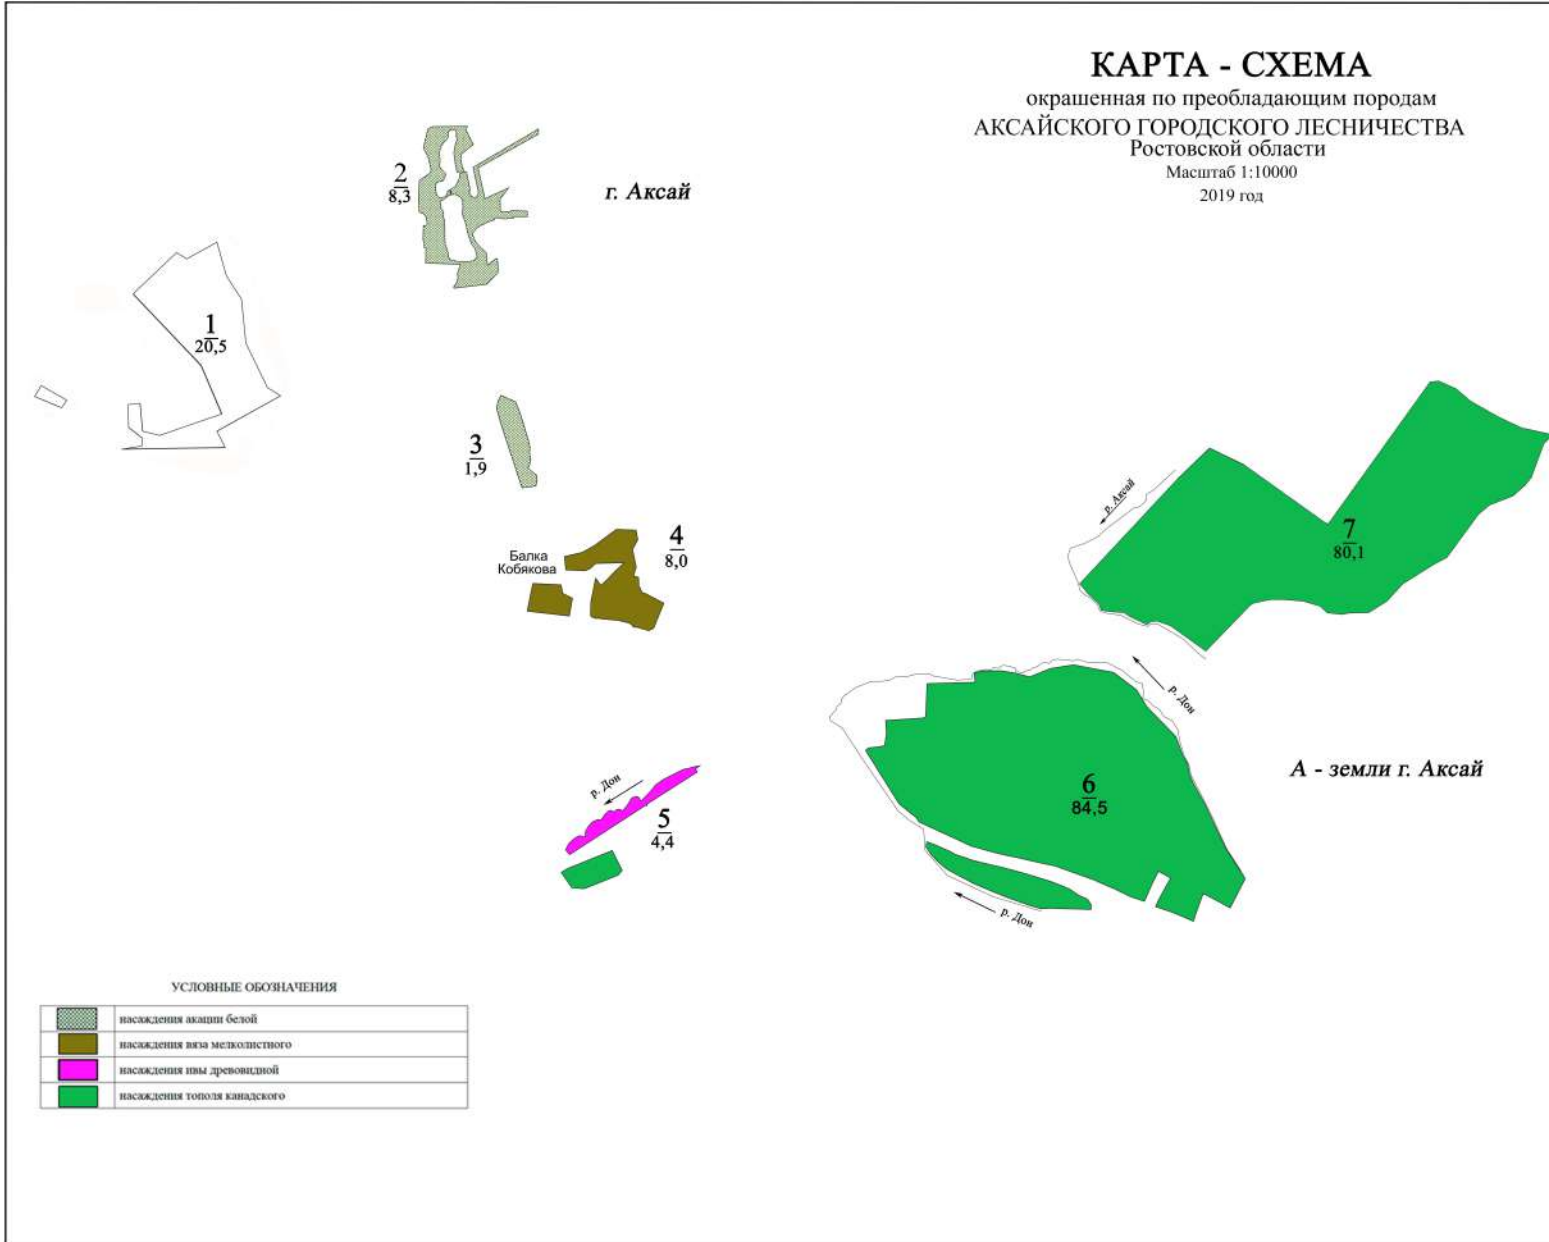 КАРТА - СХЕМА
окрашенная по преобладающим породам
АКСАЙСКОГО ГОРОДСКОГО ЛЕСНИЧЕСТВА
Ростовской области
Масштаб 1:10000
2019 год
2
8,3
г. Аксай
1
20,5
3
1,9
4
8,0
Балка
Кобякова
р. Аксай
7
80,1
р. Дон
А - земли г. Аксай
6
84,5
р. Дон
5
4,4
р. Дон
УСЛОВНЫЕ ОБОЗНАЧЕНИЯ
насаждения акации белой
насаждения вяза мелколистного
насаждения ивы древовидной
насаждения тополя канадского